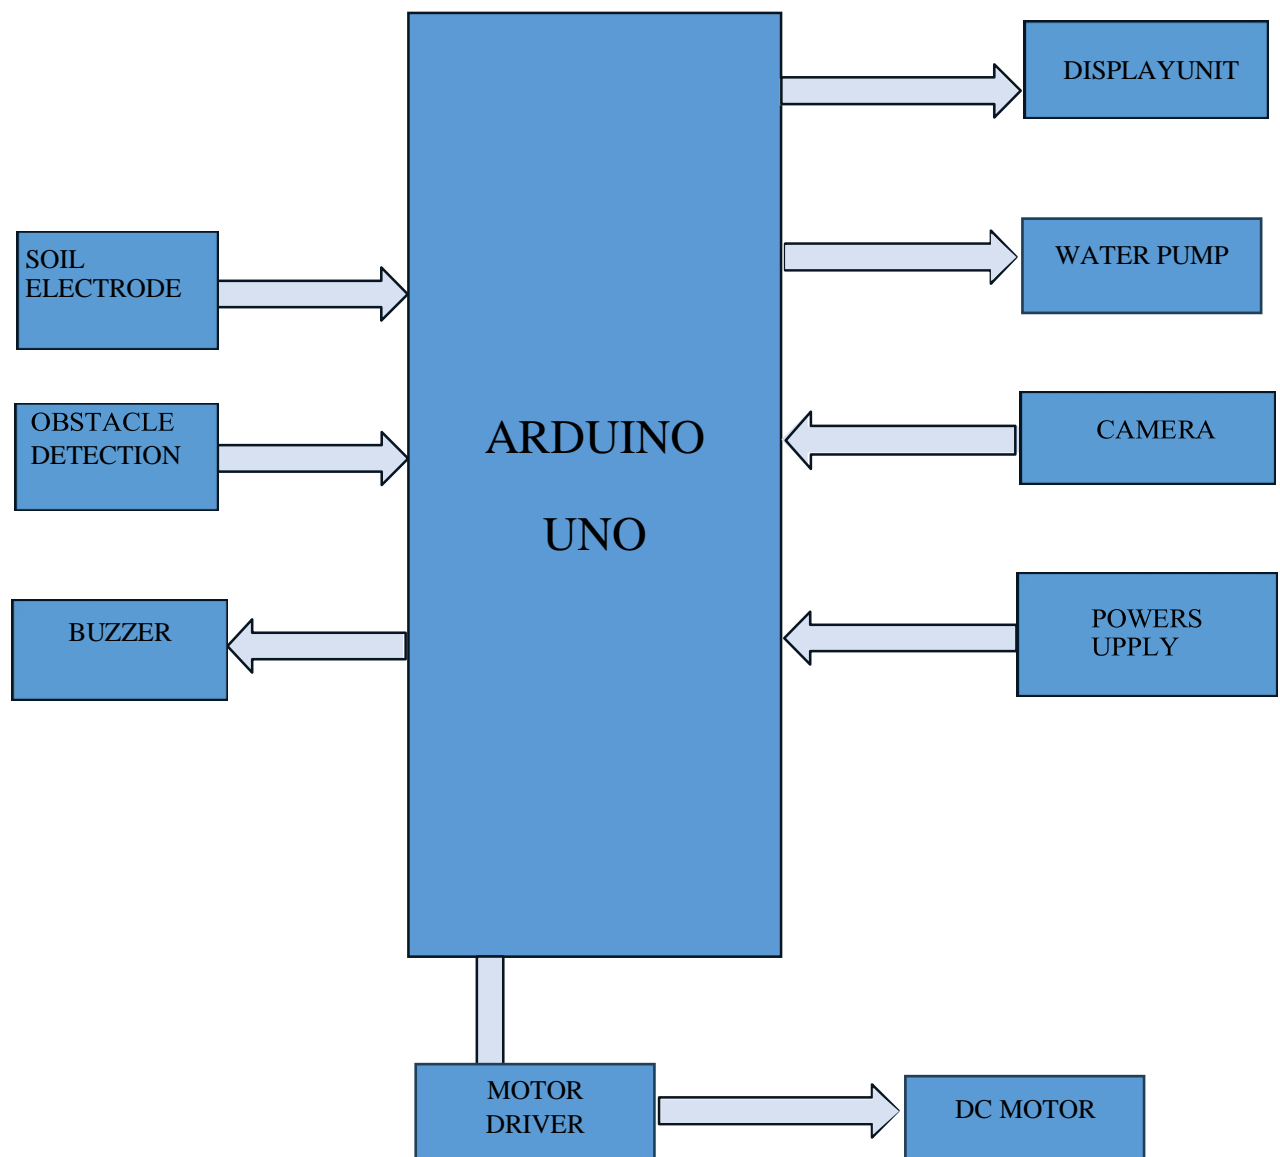 DISPLAYUNIT
SOIL
ELECTRODE
WATER PUMP
OBSTACLE
DETECTION
ARDUINO
UNO
CAMERA
BUZZER
POWERS
UPPLY
MOTOR
DRIVER
DC MOTOR